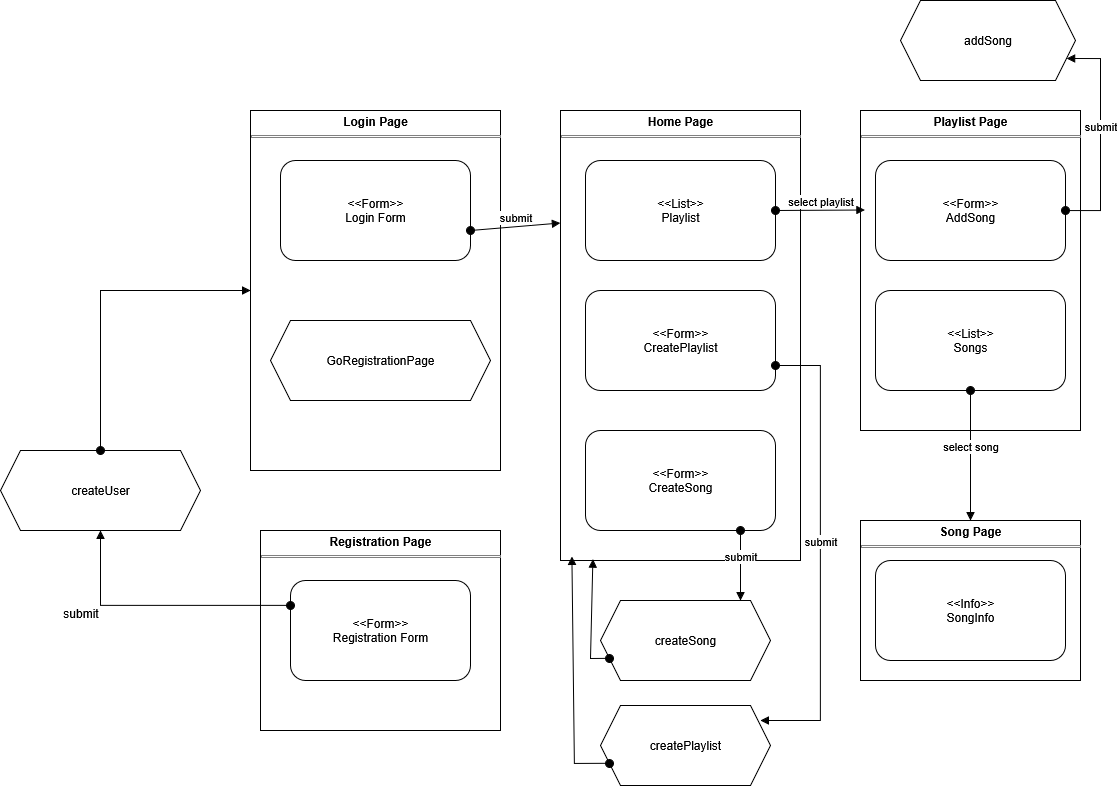 addSong
submit
Login Page
<<Form>>
Login Form
submit
GoRegistrationPage
Home Page
<<List>>
Playlist
select playlist
<<Form>>
CreatePlaylist
<<Form>>
CreateSong
submit
submit
Playlist Page
<<Form>>
AddSong
<<List>>
Songs
select song
createUser
submit
Registration Page
<<Form>>
Registration Form
Song Page
<<Info>>
SongInfo
createSong
createPlaylist